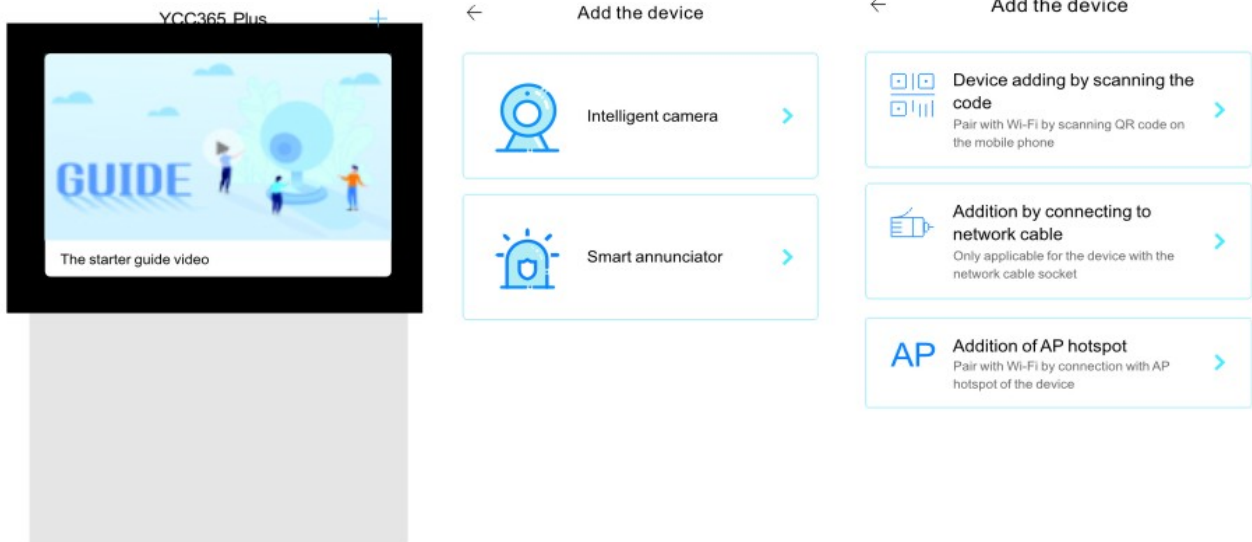 YCC365 Plus
GUIDE
The starter guide video
Add the device
Intelligent camera
Smart annunciator
Add the device
Device adding by scanning the
code
Pair with Wi-Fi by scanning QR code on
the mobile phone
Addition by connecting to
network cable
Only applicable for the device with the
network cable socket
AP
Addition of AP hotspot
Pair with Wi-Fi by connection with AP
hotspot of the device